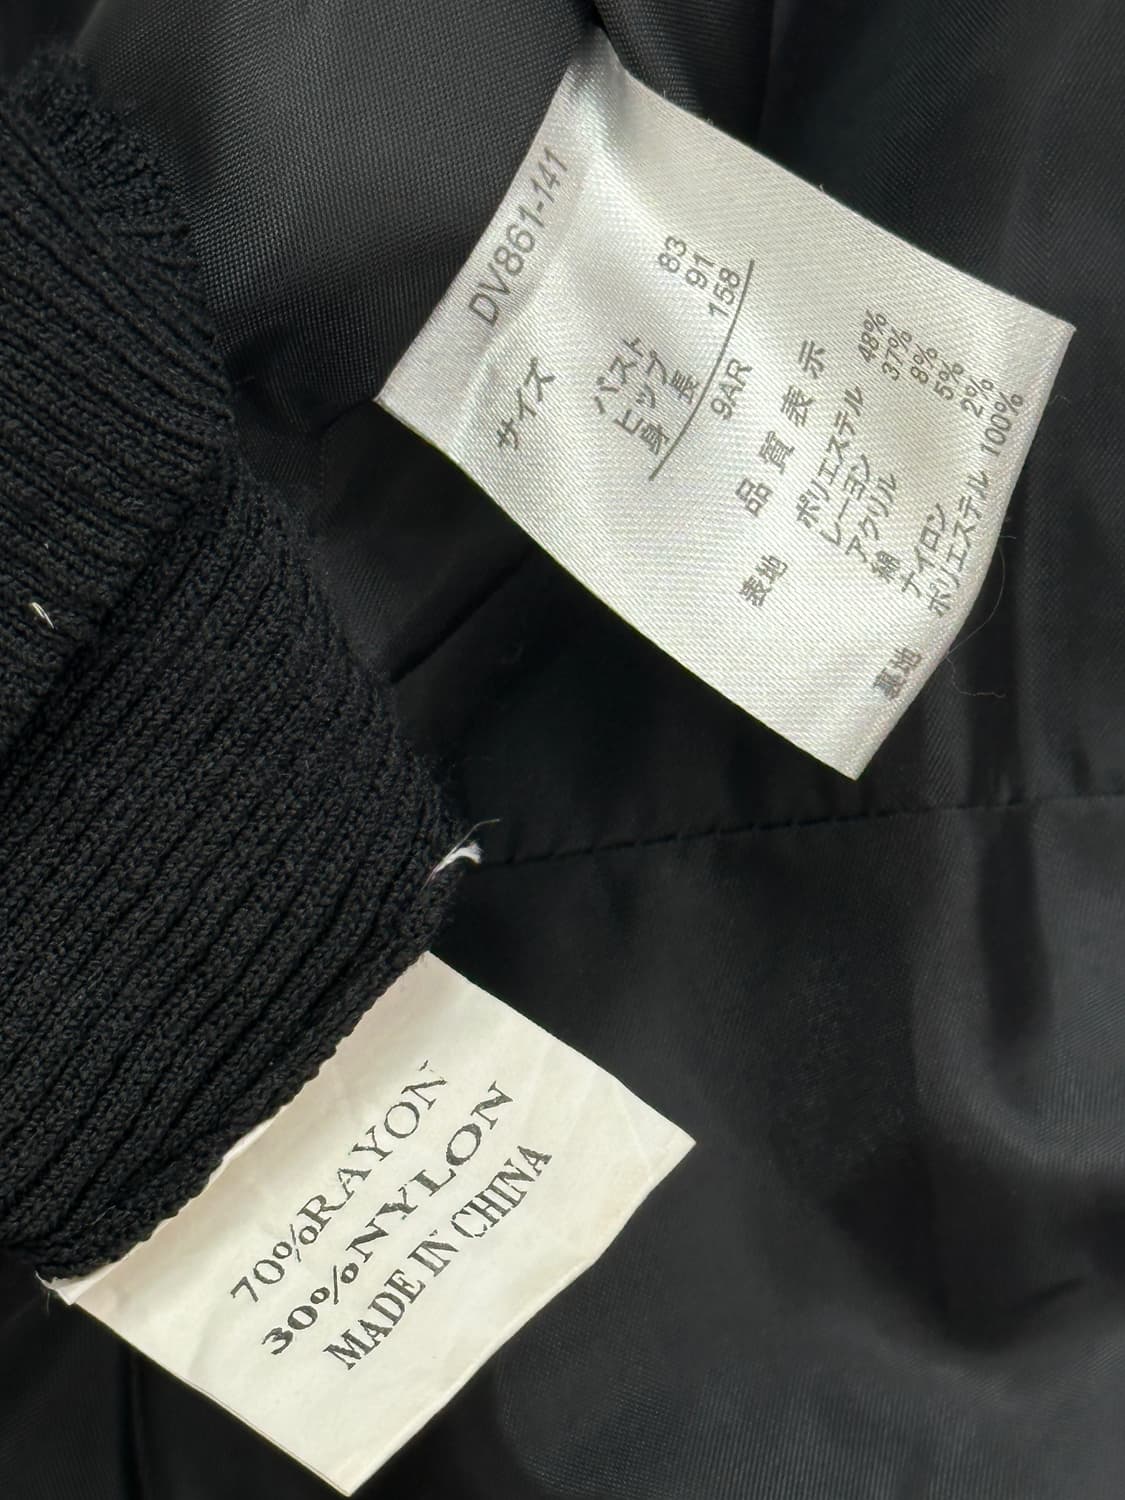 DV861-141
サイズ
バスト 83
ヒップ 91
身長 158
9AR
品質表示
表地 ポリエステル 48%
レーヨン 37%
アクリル 8%
綿 5%
ナイロン 2%
裏地 ポリエステル 100%
70%RAYON
30%NYLON
MADE IN CHINA